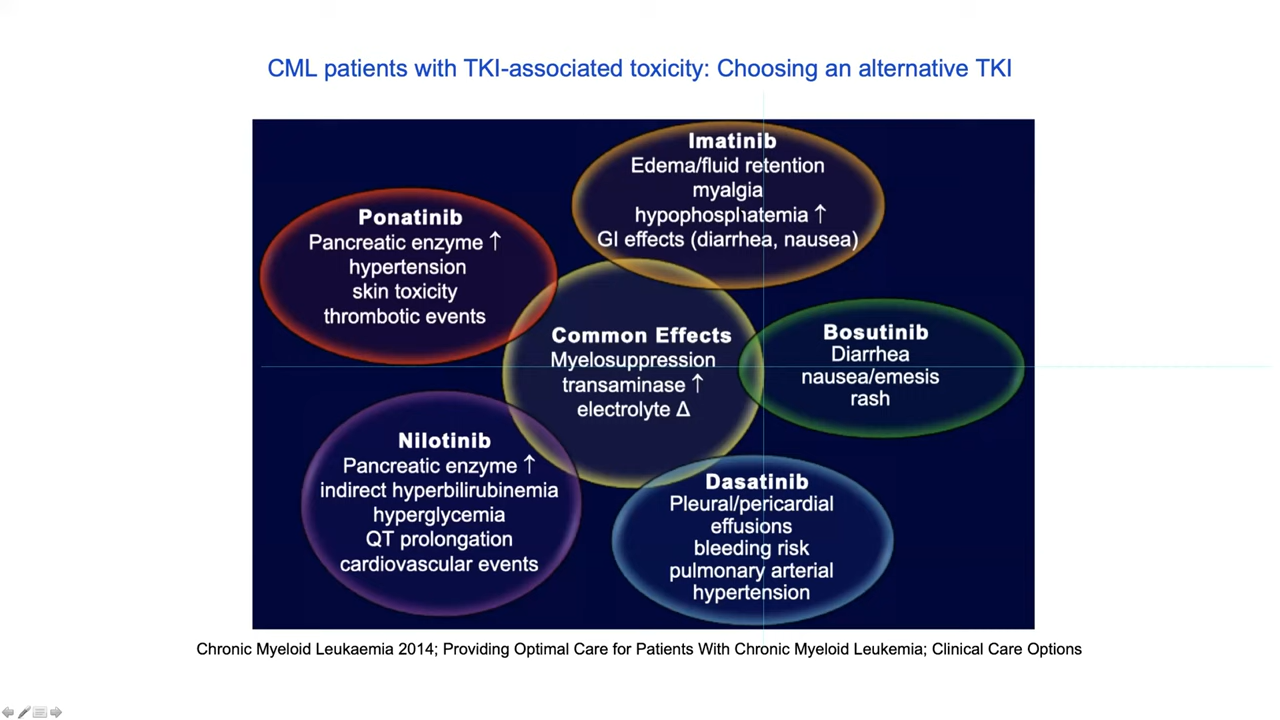 CML patients with TKI-associated toxicity: Choosing an alternative TKI
Imatinib
Edema/fluid retention
myalgia
hypophosphatemia ↑
GI effects (diarrhea, nausea)
Ponatinib
Pancreatic enzyme ↑
hypertension
skin toxicity
thrombotic events
Common Effects
Myelosuppression
transaminase ↑
electrolyte Δ
Bosutinib
Diarrhea
nausea/emesis
rash
Nilotinib
Pancreatic enzyme ↑
indirect hyperbilirubinemia
hyperglycemia
QT prolongation
cardiovascular events
Dasatinib
Pleural/pericardial
effusions
bleeding risk
pulmonary arterial
hypertension
Chronic Myeloid Leukaemia 2014; Providing Optimal Care for Patients With Chronic Myeloid Leukemia; Clinical Care Options